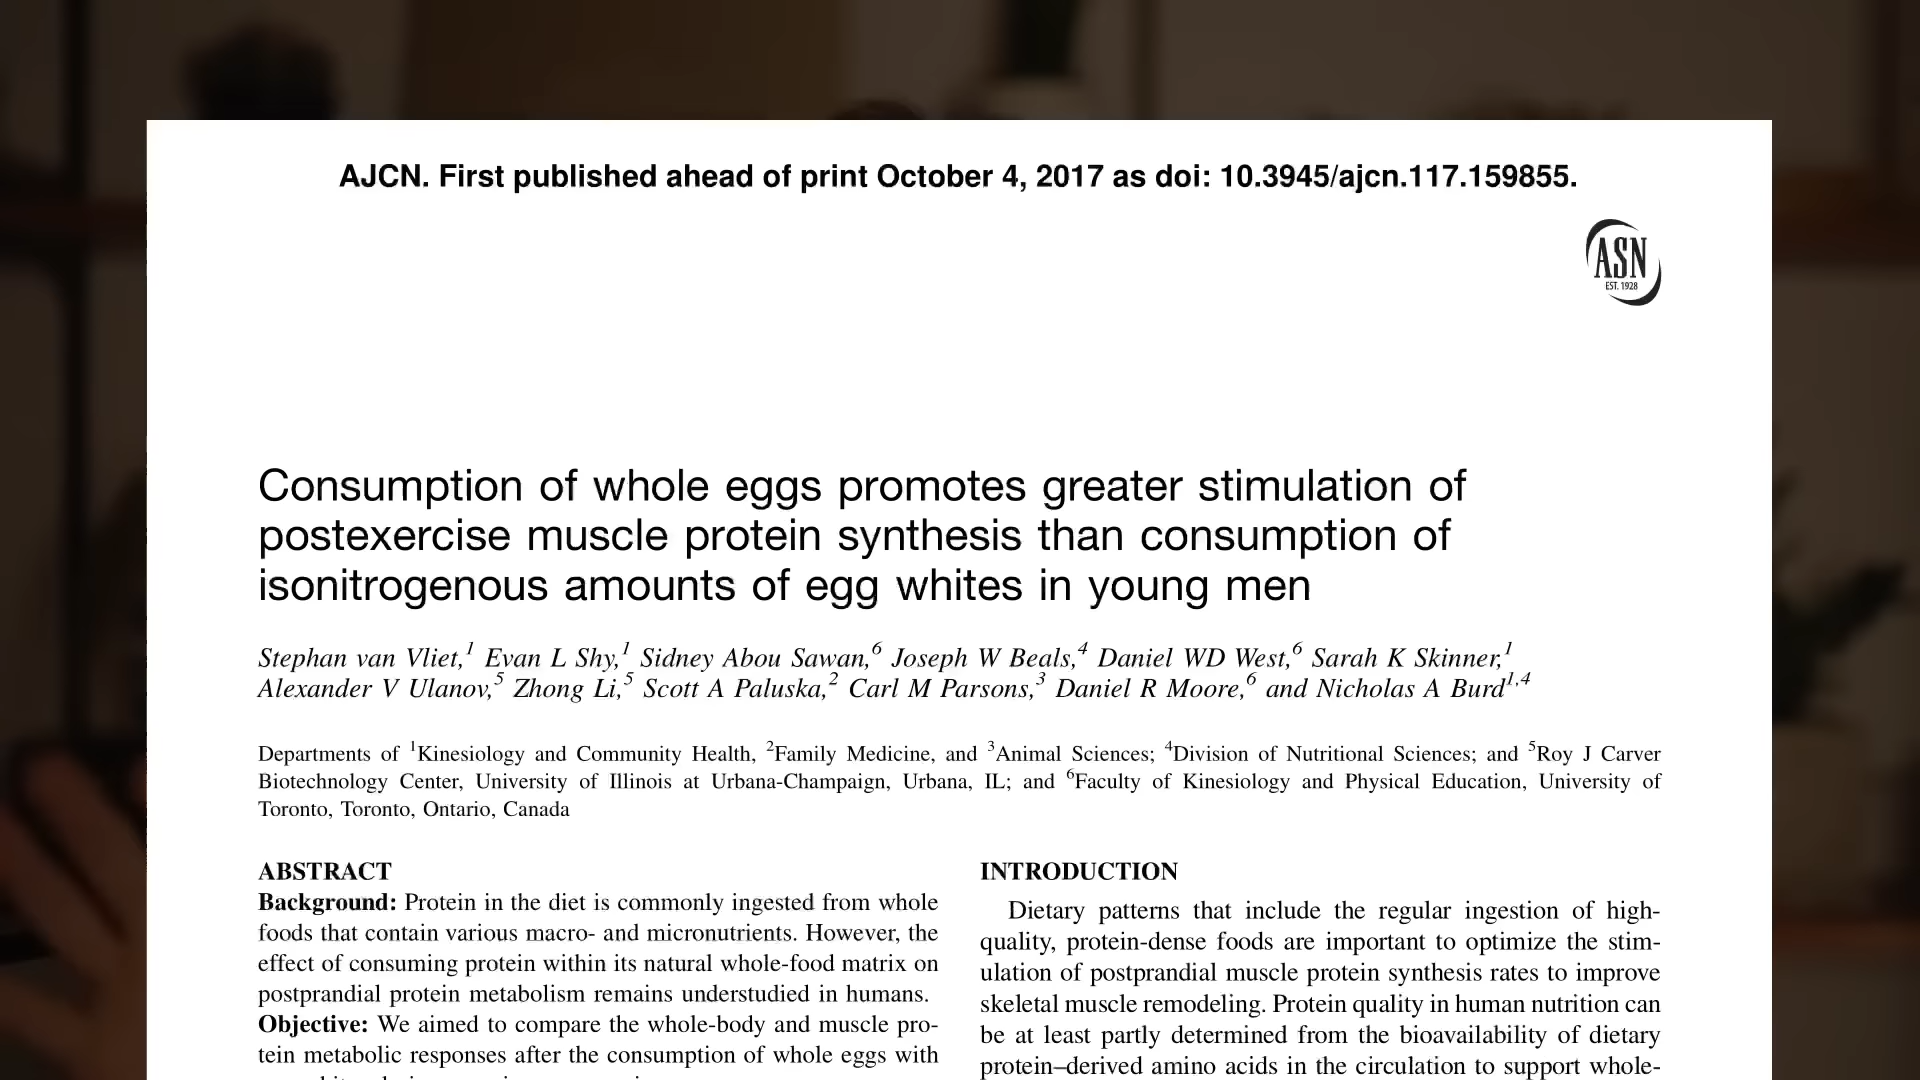 AJCN. First published ahead of print October 4, 2017 as doi: 10.3945/ajcn.117.159855.
ASN
EST. 1928
Consumption of whole eggs promotes greater stimulation of
postexercise muscle protein synthesis than consumption of
isonitrogenous amounts of egg whites in young men
Stephan van Vliet,1 Evan L Shy,1 Sidney Abou Sawan,6 Joseph W Beals,4 Daniel WD West,6 Sarah K Skinner,1
Alexander V Ulanov,5 Zhong Li,5 Scott A Paluska,2 Carl M Parsons,3 Daniel R Moore,6 and Nicholas A Burd1,4
Departments of 1Kinesiology and Community Health, 2Family Medicine, and 3Animal Sciences; 4Division of Nutritional Sciences; and 5Roy J Carver
Biotechnology Center, University of Illinois at Urbana-Champaign, Urbana, IL; and 6Faculty of Kinesiology and Physical Education, University of
Toronto, Toronto, Ontario, Canada
ABSTRACT
Background: Protein in the diet is commonly ingested from whole
foods that contain various macro- and micronutrients. However, the
effect of consuming protein within its natural whole-food matrix on
postprandial protein metabolism remains understudied in humans.
Objective: We aimed to compare the whole-body and muscle pro-
tein metabolic responses after the consumption of whole eggs with
INTRODUCTION
Dietary patterns that include the regular ingestion of high-
quality, protein-dense foods are important to optimize the stim-
ulation of postprandial muscle protein synthesis rates to improve
skeletal muscle remodeling. Protein quality in human nutrition can
be at least partly determined from the bioavailability of dietary
protein–derived amino acids in the circulation to support whole-